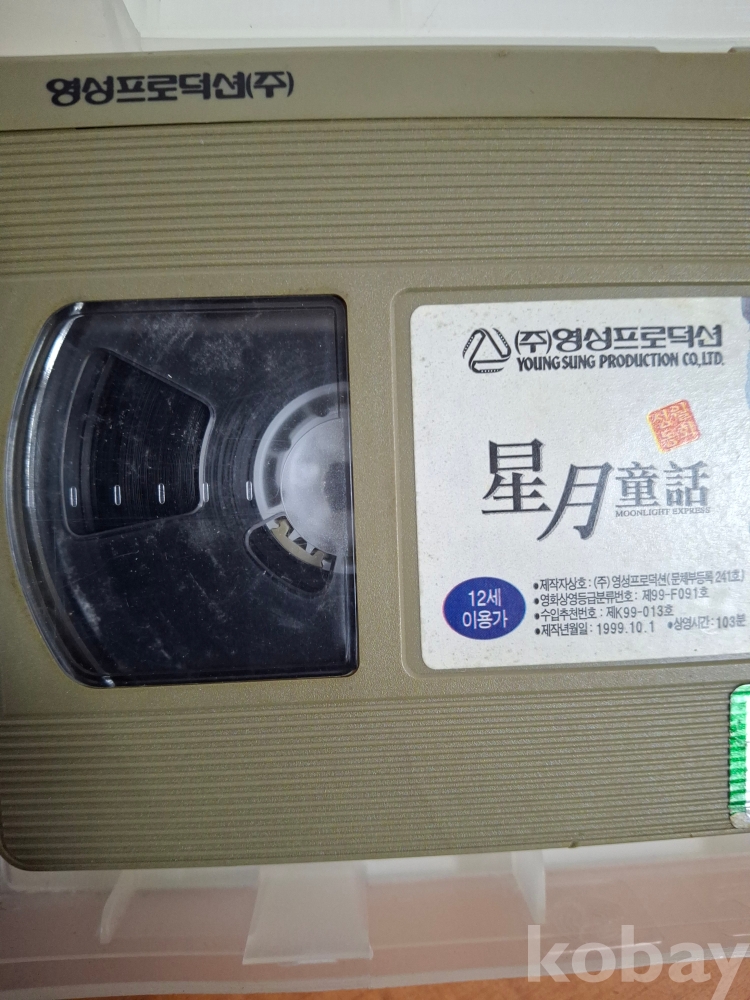 영성프로덕션(주)
(주)영성프로덕션
YOUNG SUNG PRODUCTION CO.,LTD.
성월동화
星月童話
MOONLIGHT EXPRESS
12세
이용가
•제작자상호 : (주) 영성프로덕션 (문체부등록 241호)
•영화상영등급분류번호 : 제99-F091호
•수입추천번호 : 제K99-013호
•제작년월일 : 1999.10.1 •상영시간 : 103분
kobay